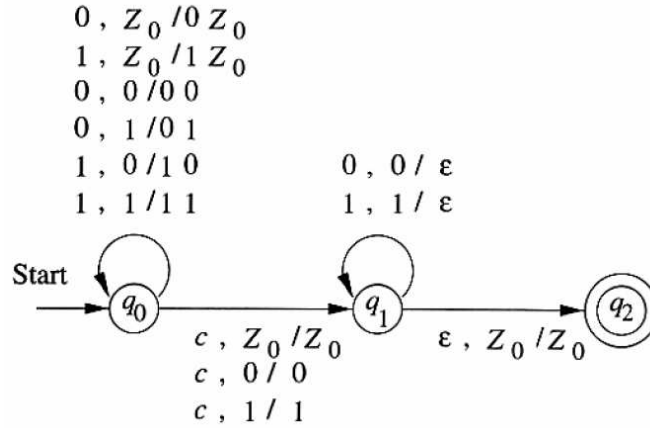 0 , Z₀ / 0 Z₀
1 , Z₀ / 1 Z₀
0 , 0 / 0 0
0 , 1 / 0 1
1 , 0 / 1 0
1 , 1 / 1 1
0 , 0 / ε
1 , 1 / ε
Start
q₀
q₁
q₂
c , Z₀ / Z₀
c , 0 / 0
c , 1 / 1
ε , Z₀ / Z₀